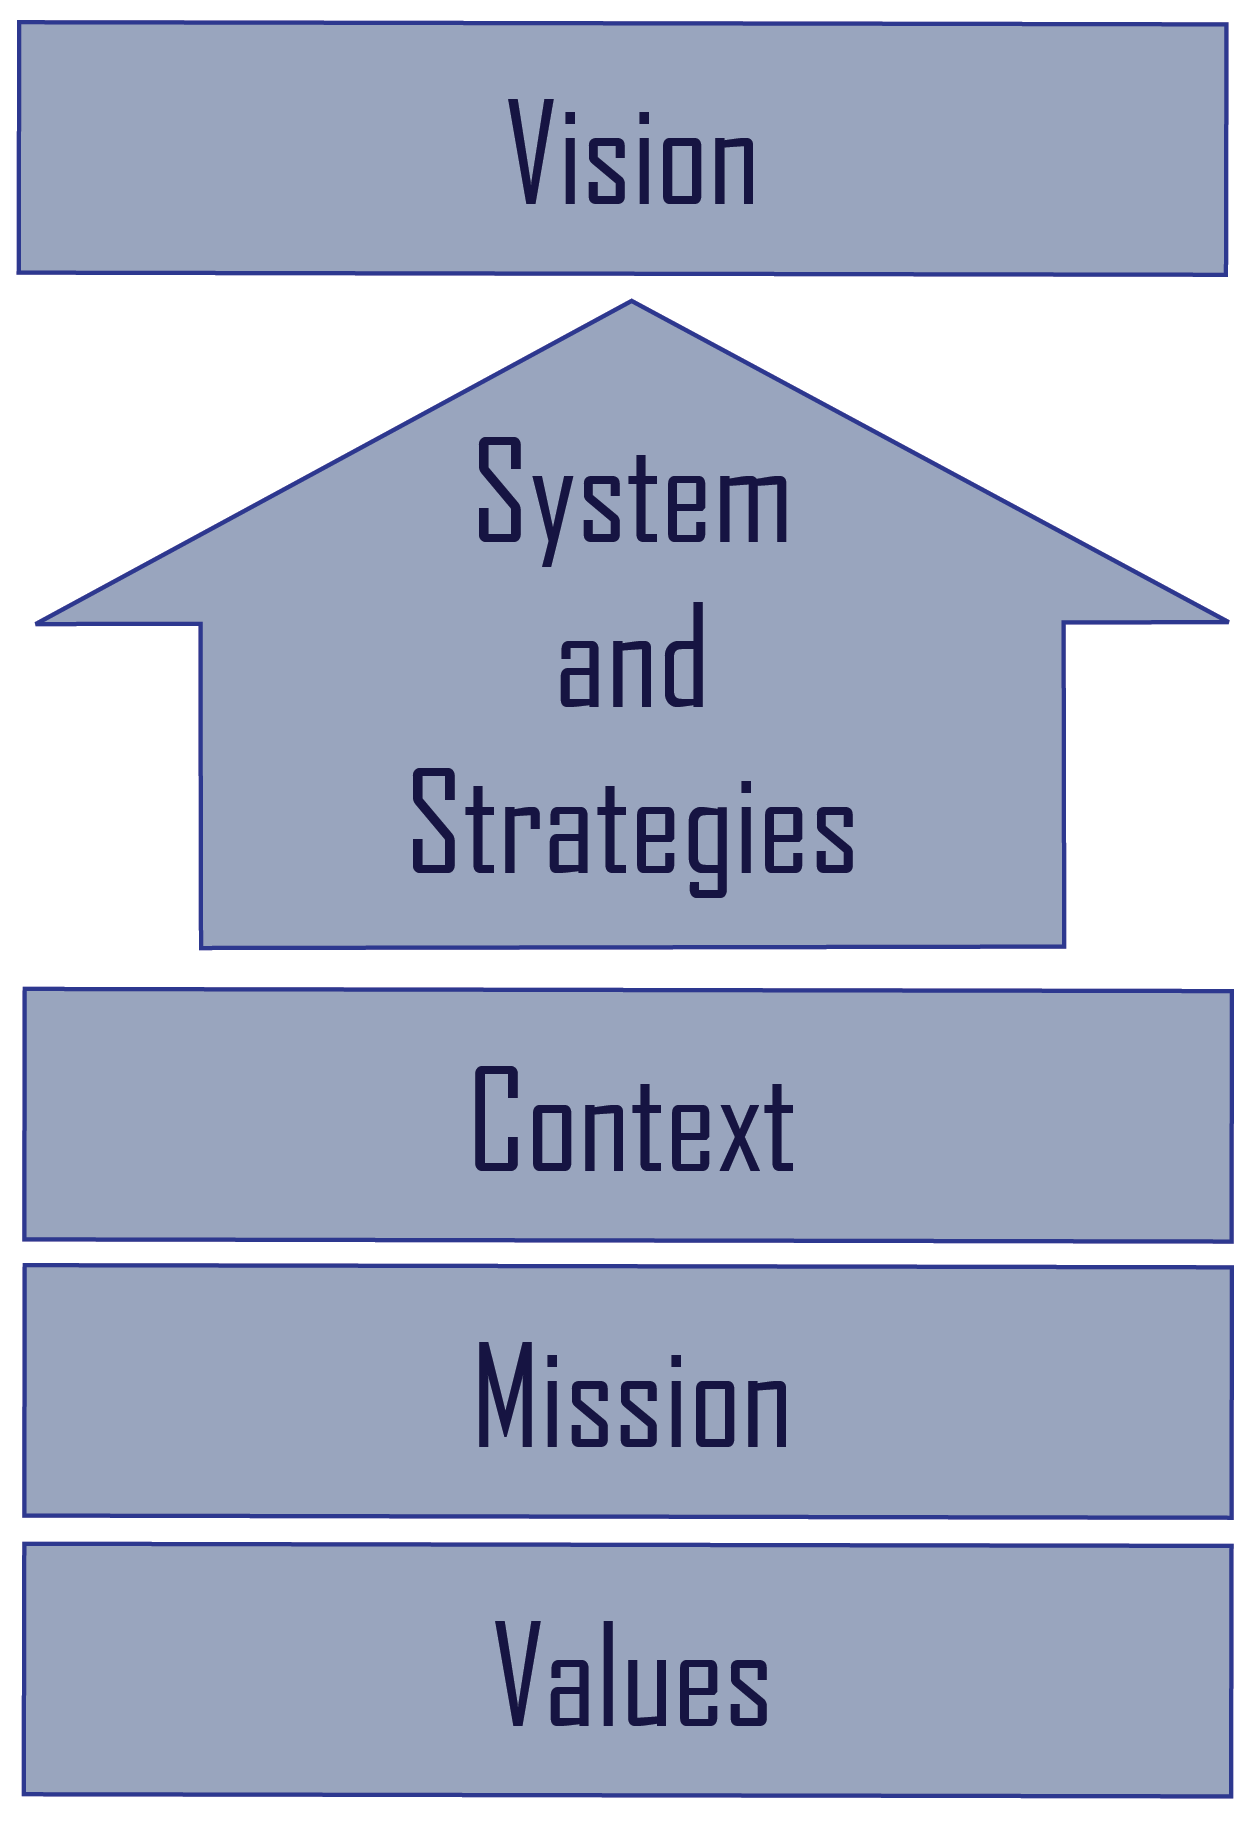 Vision
System
and
Strategies
Context
Mission
Values